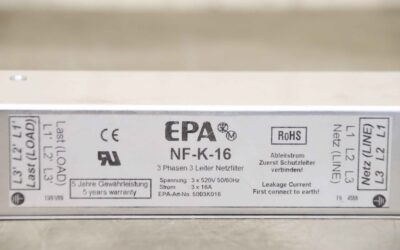 L1'
L2'
L3'
Last (LOAD)
Last (LOAD)
L1'
L2'
L3'
CE
5 Jahre Gewährleistung
5 years warranty
EPA
NF-K-16
3 Phasen 3 Leiter Netzfilter
Spannung : 3 x 520V 50/60Hz
Strom : 3 x 16A
EPA-Art-No. : 5003K016
RoHS
Ableitstrom
Zuerst Schutzleiter
verbinden!
Leakage Current
First connect to earth!
Netz (LINE)
L1
L2
L3
Netz (LINE)
L1
L2
L3